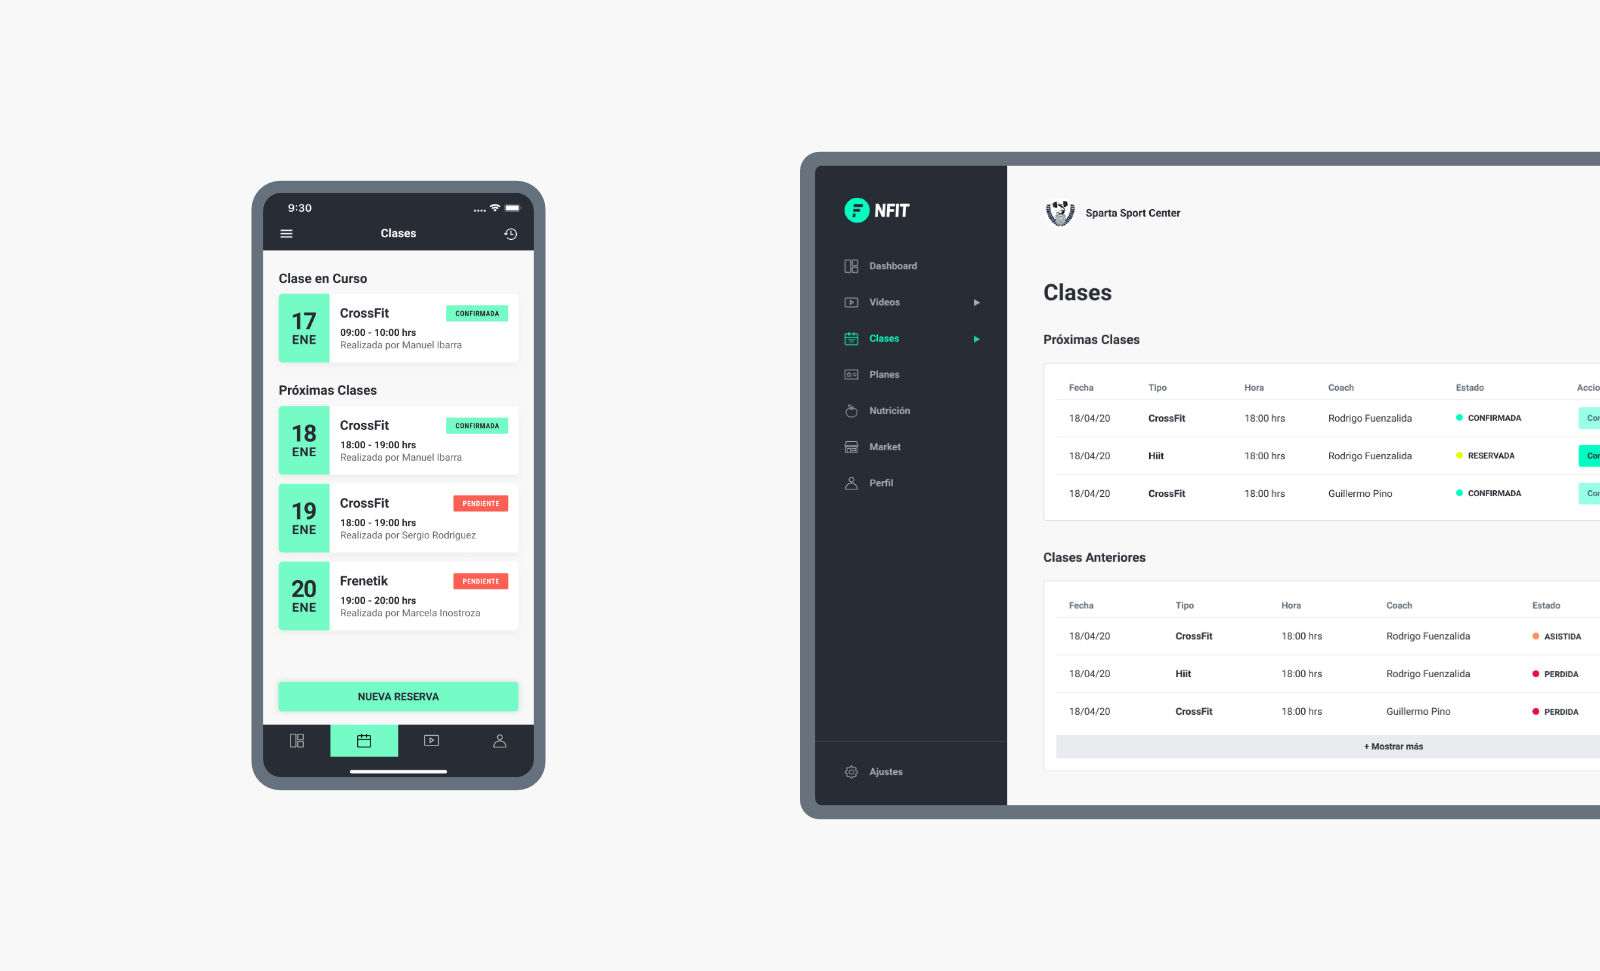 9:30
Clases
Clase en Curso
17
ENE
CrossFit
CONFIRMADA
09:00 - 10:00 hrs
Realizada por Manuel Ibarra
Próximas Clases
18
ENE
CrossFit
CONFIRMADA
18:00 - 19:00 hrs
Realizada por Manuel Ibarra
19
ENE
CrossFit
PENDIENTE
18:00 - 19:00 hrs
Realizada por Sergio Rodriguez
20
ENE
Frenetik
PENDIENTE
19:00 - 20:00 hrs
Realizada por Marcela Inostroza
NUEVA RESERVA
NFIT
Dashboard
Videos
Clases
Planes
Nutrición
Market
Perfil
Ajustes
Sparta Sport Center
Clases
Próximas Clases
Fecha Tipo Hora Coach Estado Accio
18/04/20 CrossFit 18:00 hrs Rodrigo Fuenzalida CONFIRMADA Con
18/04/20 Hiit 18:00 hrs Rodrigo Fuenzalida RESERVADA Con
18/04/20 CrossFit 18:00 hrs Guillermo Pino CONFIRMADA Con
Clases Anteriores
Fecha Tipo Hora Coach Estado
18/04/20 CrossFit 18:00 hrs Rodrigo Fuenzalida ASISTIDA
18/04/20 Hiit 18:00 hrs Rodrigo Fuenzalida PERDIDA
18/04/20 CrossFit 18:00 hrs Guillermo Pino PERDIDA
+ Mostrar más